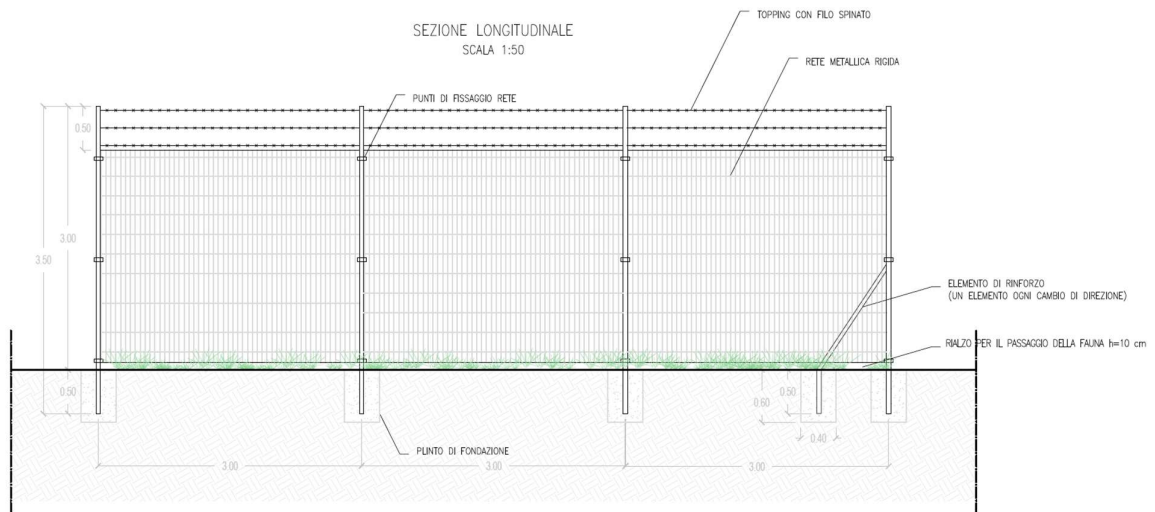 TOPPING CON FILO SPINATO
SEZIONE LONGITUDINALE
SCALA 1:50
RETE METALLICA RIGIDA
PUNTI DI FISSAGGIO RETE
0.50
3.00
3.50
ELEMENTO DI RINFORZO
(UN ELEMENTO OGNI CAMBIO DI DIREZIONE)
RIALZO PER IL PASSAGGIO DELLA FAUNA h=10 cm
0.50
0.50
0.60
0.40
PLINTO DI FONDAZIONE
3.00
3.00
3.00